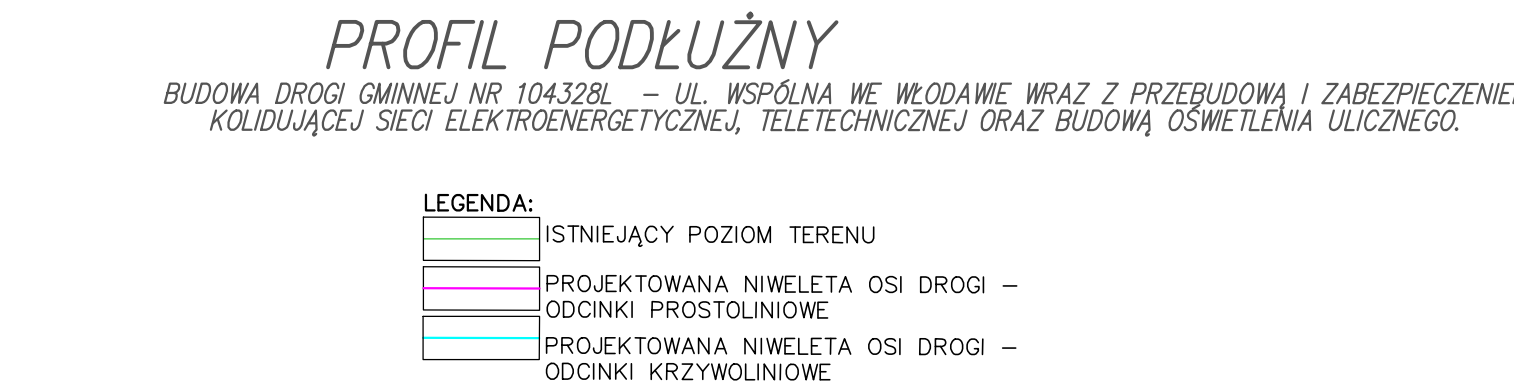 PROFIL PODŁUŻNY
BUDOWA DROGI GMINNEJ NR 104328L – UL. WSPÓLNA WE WŁODAWIE WRAZ Z PRZEBUDOWĄ I ZABEZPIECZENIE
KOLIDUJĄCEJ SIECI ELEKTROENERGETYCZNEJ, TELETECHNICZNEJ ORAZ BUDOWĄ OŚWIETLENIA ULICZNEGO.
LEGENDA:
ISTNIEJĄCY POZIOM TERENU
PROJEKTOWANA NIWELETA OSI DROGI –
ODCINKI PROSTOLINIOWE
PROJEKTOWANA NIWELETA OSI DROGI –
ODCINKI KRZYWOLINIOWE